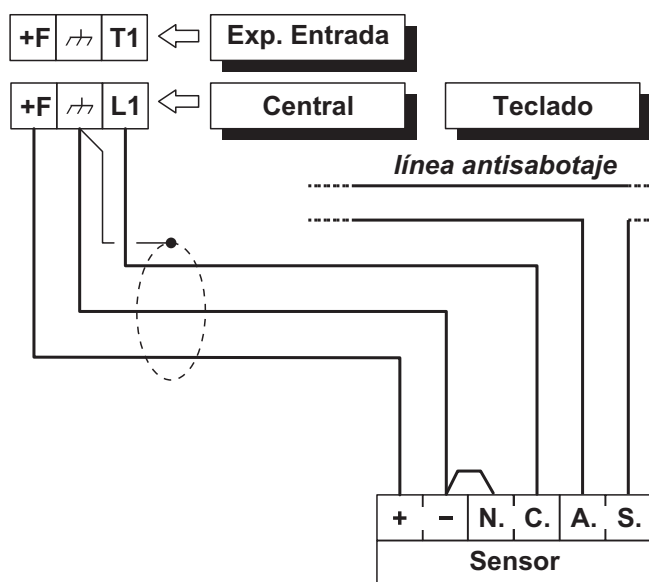 +F T1 Exp. Entrada
+F L1 Central Teclado
línea antisabotaje
+ – N. C. A. S.
Sensor